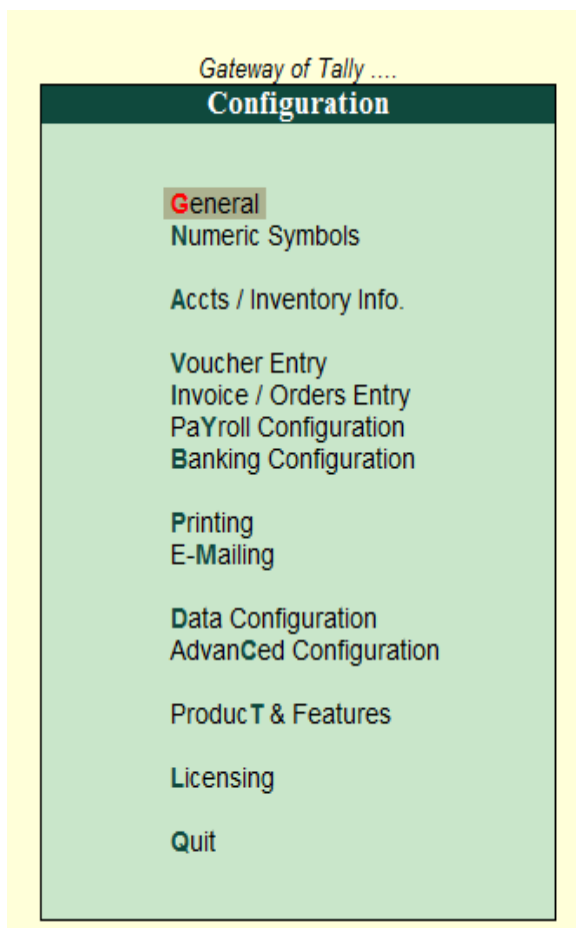 Gateway of Tally ....
Configuration
General
Numeric Symbols
Accts / Inventory Info.
Voucher Entry
Invoice / Orders Entry
PaYroll Configuration
Banking Configuration
Printing
E-Mailing
Data Configuration
AdvanCed Configuration
ProducT & Features
Licensing
Quit